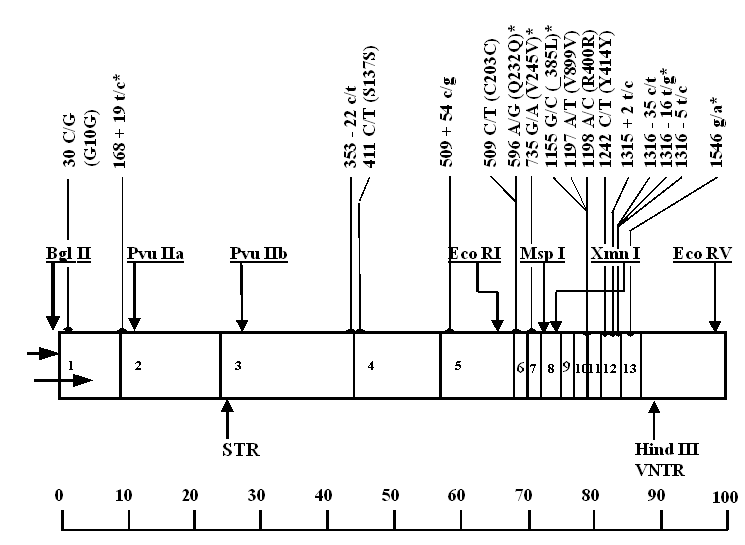 30 C/G
(G10G)
168 + 19 t/c*
353 - 22 c/t
411 C/T (S137S)
509 + 54 c/g
509 C/T (C203C)
596 A/G (Q232Q)*
735 G/A (V245V)*
1155 G/C (_385L)*
1197 A/T (V899V)
1198 A/C (R400R)
1242 C/T (Y414Y)
1315 + 2 t/c
1316 - 35 c/t
1316 - 16 t/g*
1316 - 5 t/c
1546 g/a*
Bgl II Pvu IIa Pvu IIb Eco RI Msp I Xmn I Eco RV
1 2 3 4 5 6 7 8 9 10 11 12 13
STR Hind III
VNTR
0 10 20 30 40 50 60 70 80 90 100